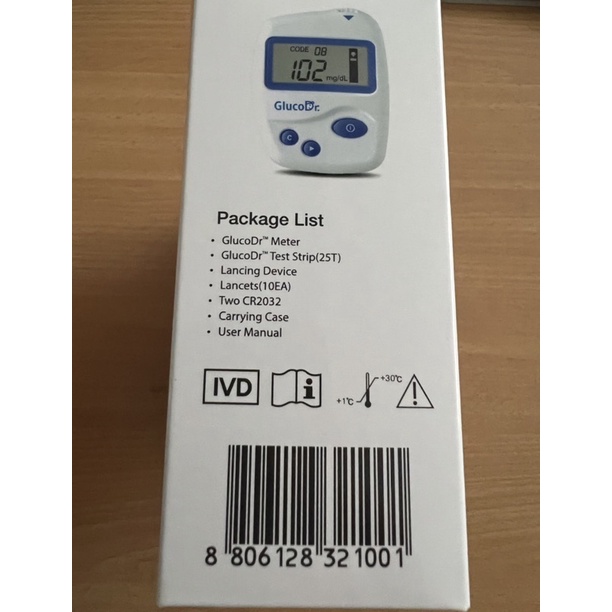 CODE 08
102 mg/dL
GlucoDr.
C
Package List
• GlucoDr™ Meter
• GlucoDr™ Test Strip(25T)
• Lancing Device
• Lancets(10EA)
• Two CR2032
• Carrying Case
• User Manual
IVD
i
+1℃
+30℃
8 806128 321001